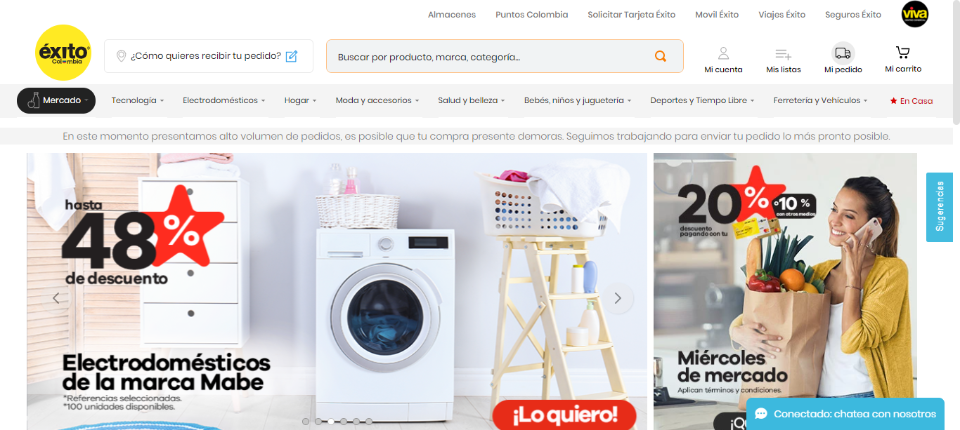 Almacenes Puntos Colombia Solicitar Tarjeta Éxito Movil Éxito Viajes Éxito Seguros Éxito viva
éxito
Colombia
¿Cómo quieres recibir tu pedido?
Buscar por producto, marca, categoría...
Mi cuenta Mis listas Mi pedido Mi carrito
Mercado Tecnología Electrodomésticos Hogar Moda y accesorios Salud y belleza Bebés, niños y juguetería Deportes y Tiempo Libre Ferretería y Vehículos En Casa
En este momento presentamos alto volumen de pedidos, es posible que tu compra presente demoras. Seguimos trabajando para enviar tu pedido lo más pronto posible.
hasta
48%
de descuento
Electrodomésticos
de la marca Mabe
*Referencias seleccionadas.
*100 unidades disponibles.
¡Lo quiero!
20% o 10 %
con otros medios
descuento
pagando con tu
Miércoles
de mercado
Aplican términos y condiciones.
Sugerencias
Conectado: chatea con nosotros